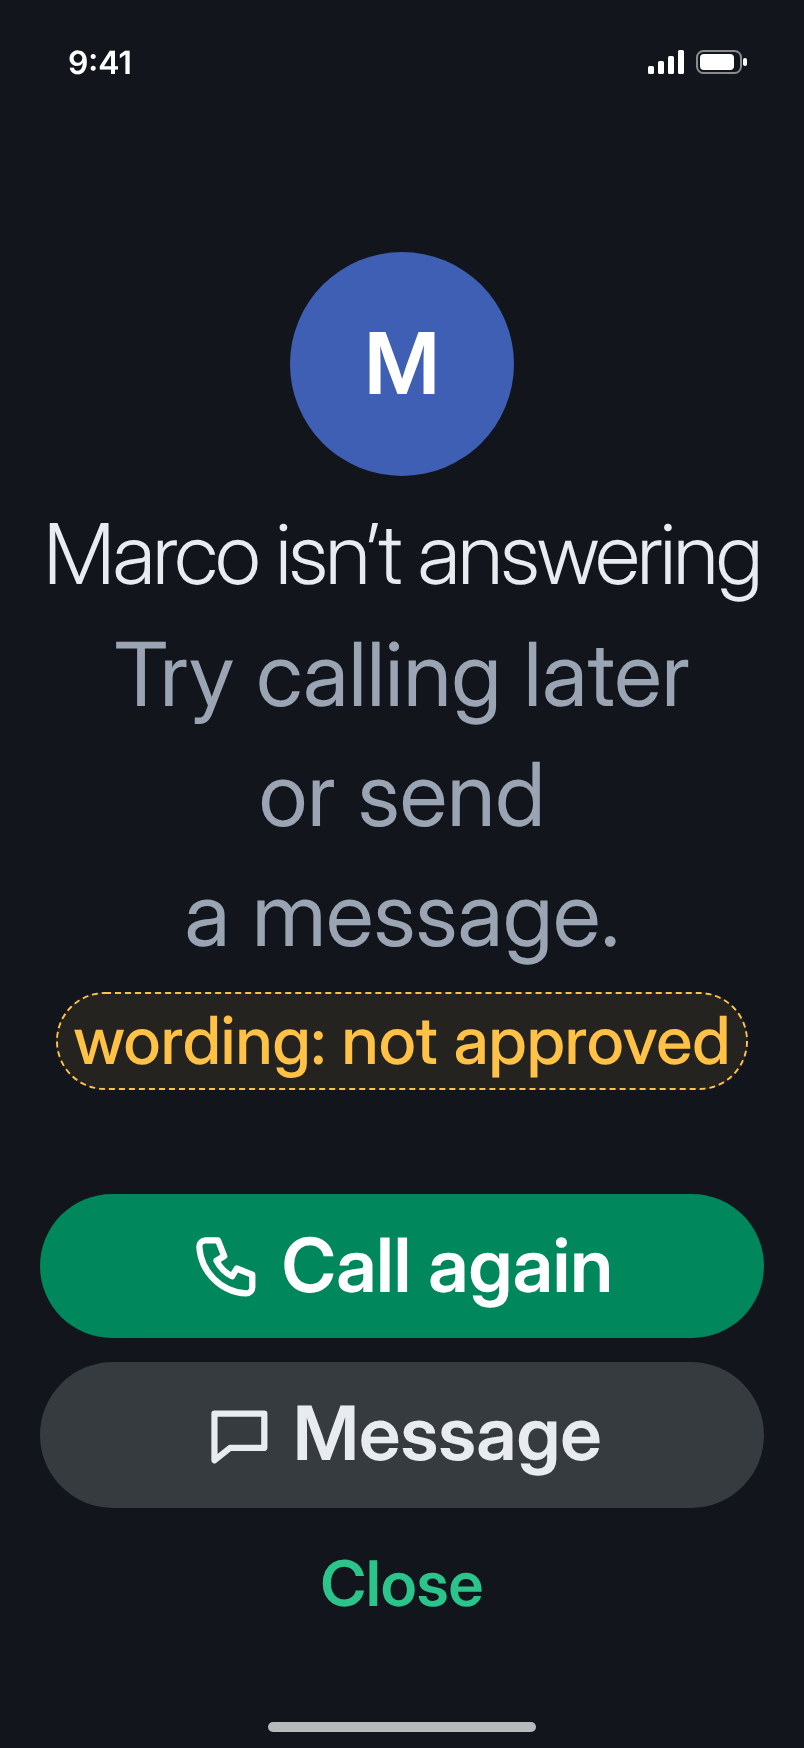 9:41
M
Marco isn’t answering
Try calling later
or send
a message.
wording: not approved
Call again
Message
Close